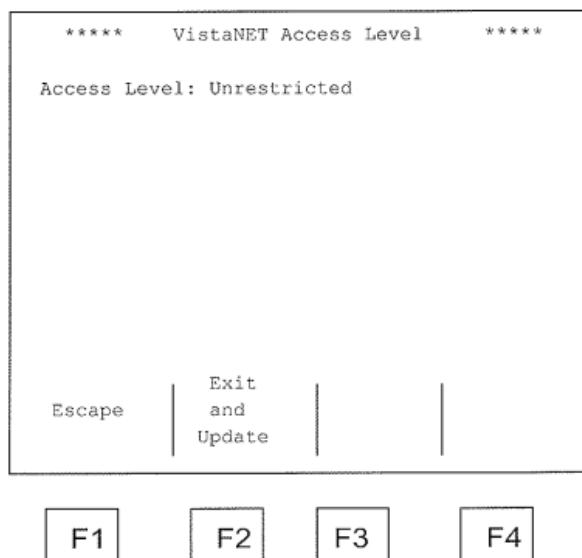 ***** VistaNET Access Level *****
Access Level: Unrestricted
Exit
Escape and
Update
F1 F2 F3 F4